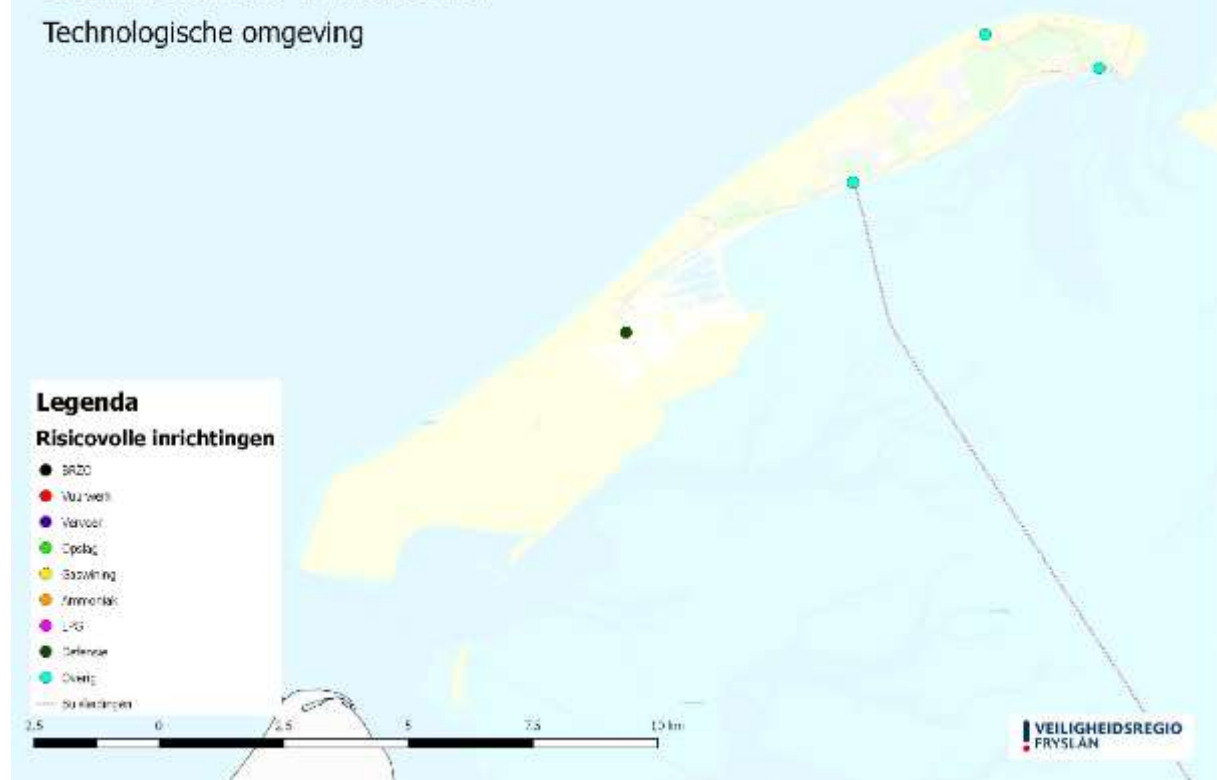 Technologische omgeving
Legenda
Risicovolle inrichtingen
BRZO
Vuurwerk
Vervoer
Opslag
Gaswinning
Ammoniak
LPG
Defensie
Overig
Buisleidingen
2.5 0 2.5 5 7.5 10 km
VEILIGHEIDSREGIO
FRYSLÂN